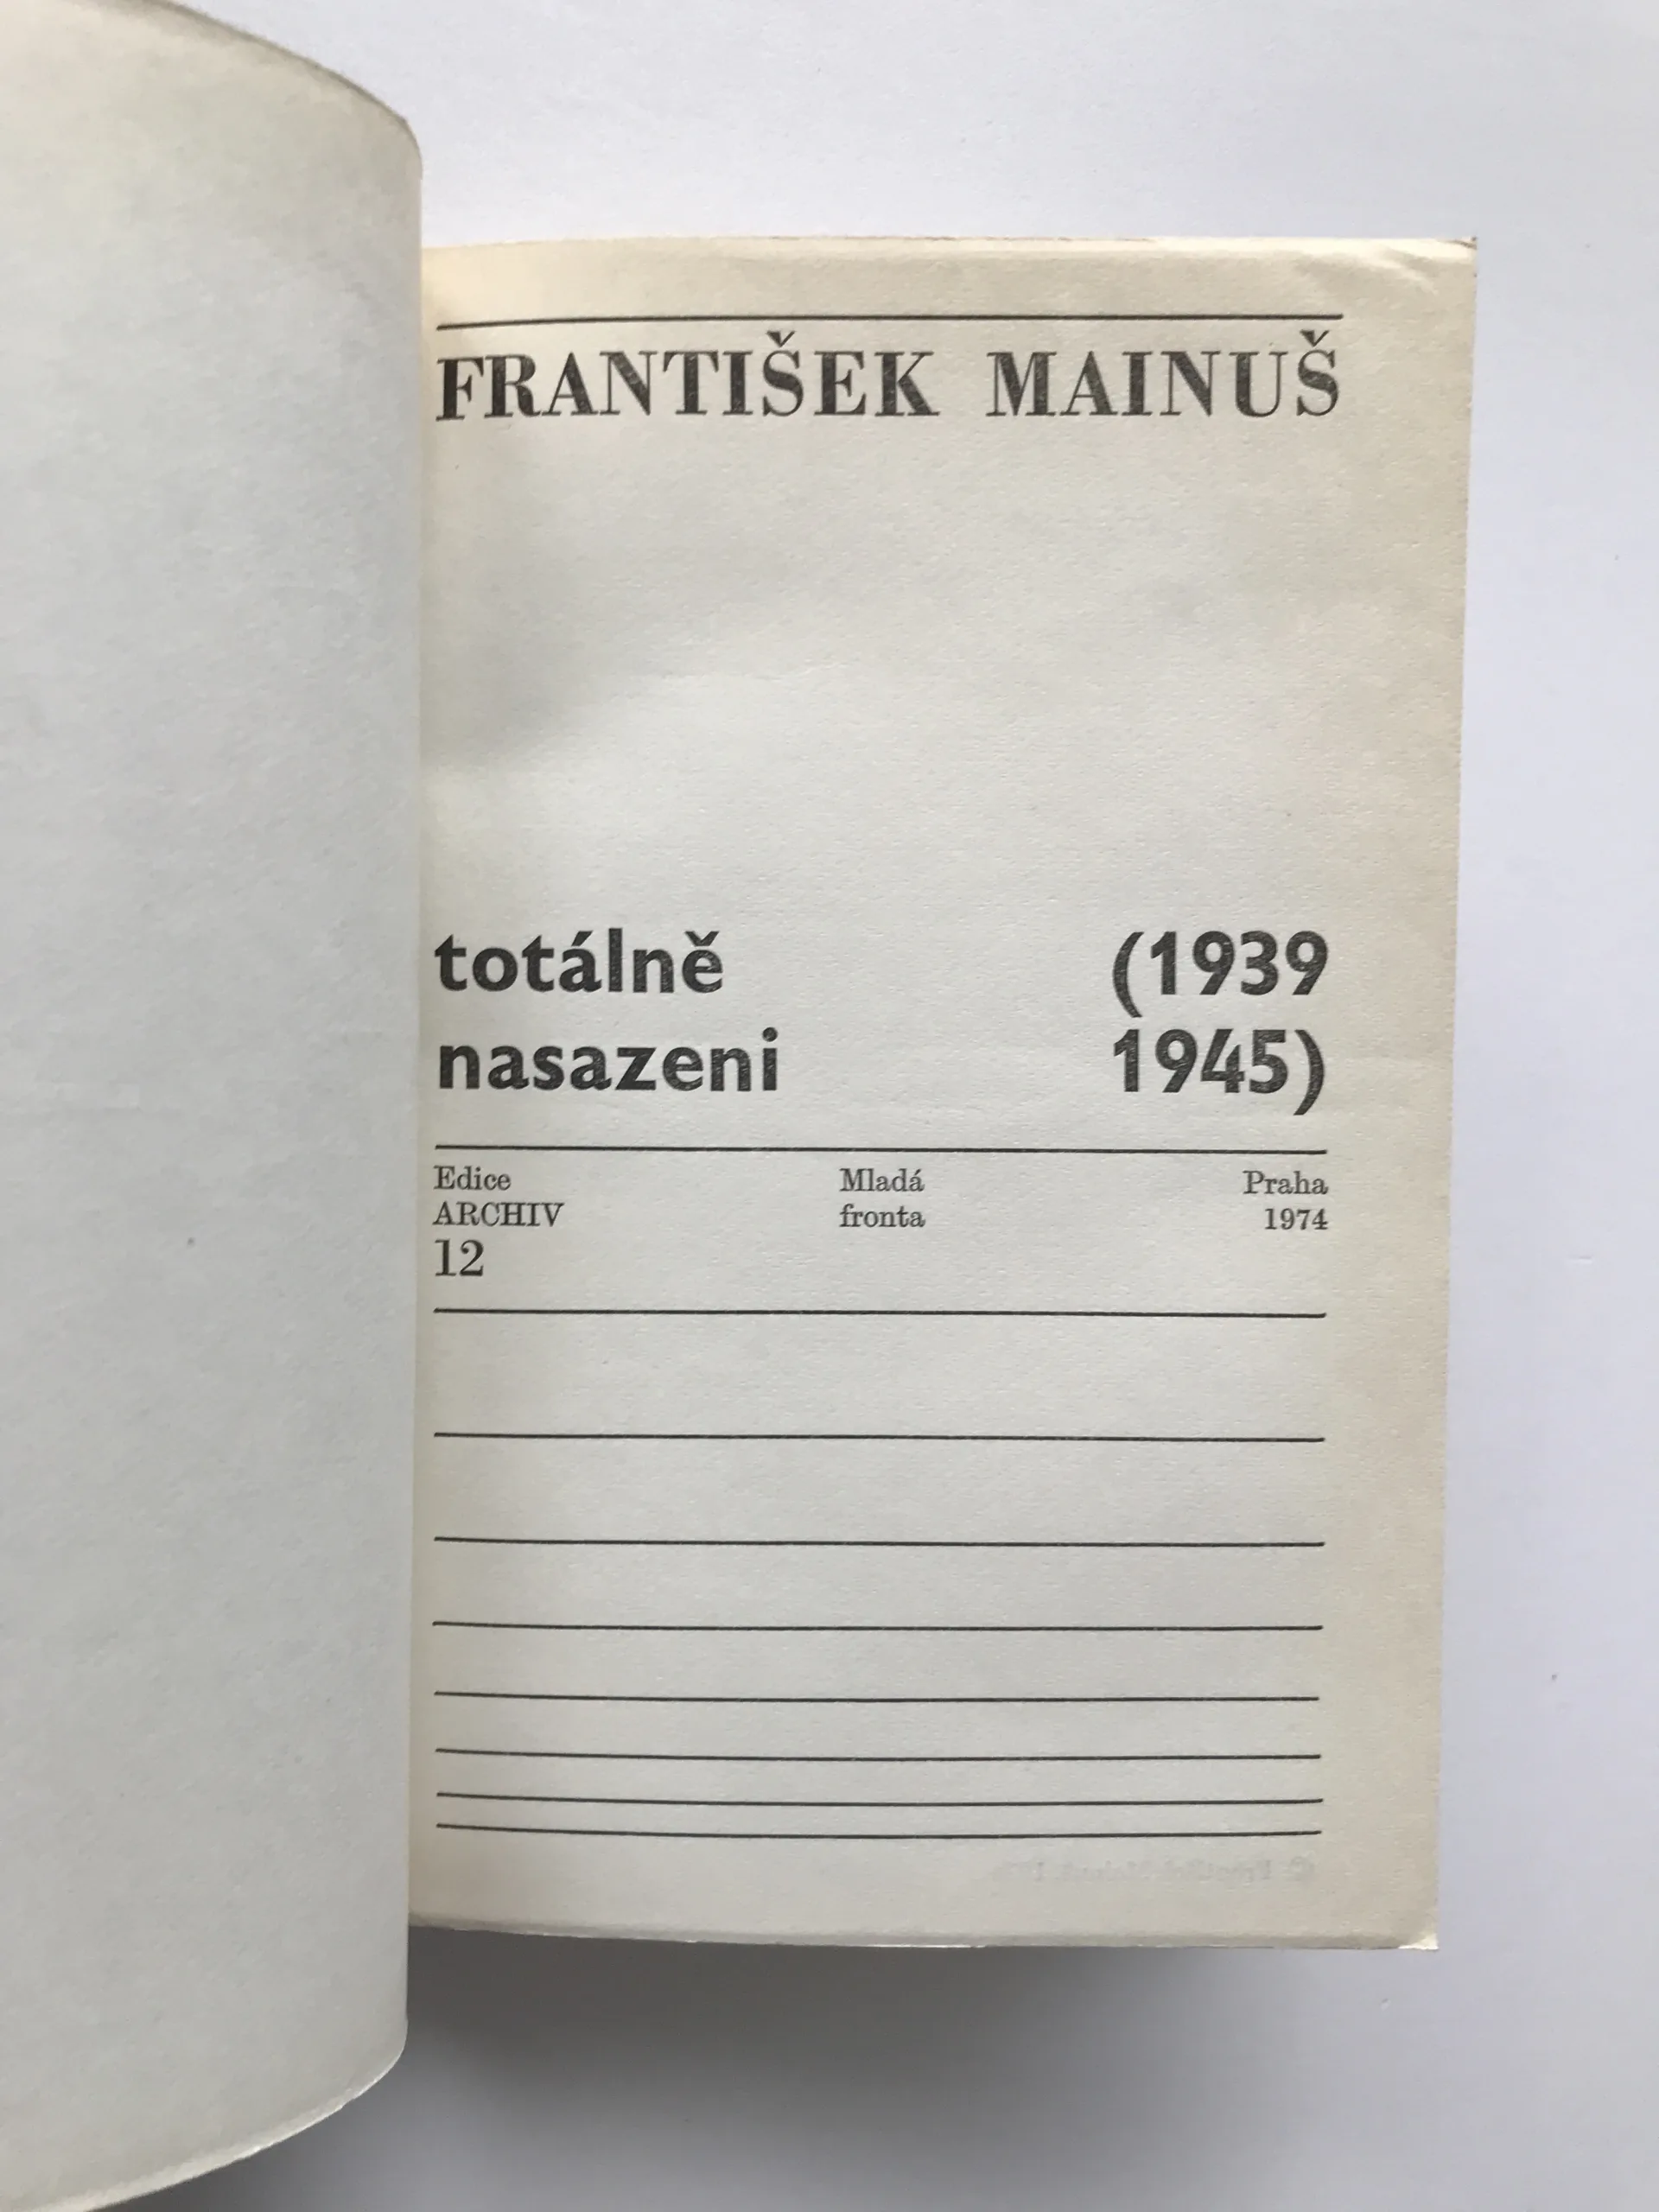 FRANTIŠEK MAINUŠ
totálně (1939
nasazeni 1945)
Edice Mladá Praha
ARCHIV fronta 1974
12